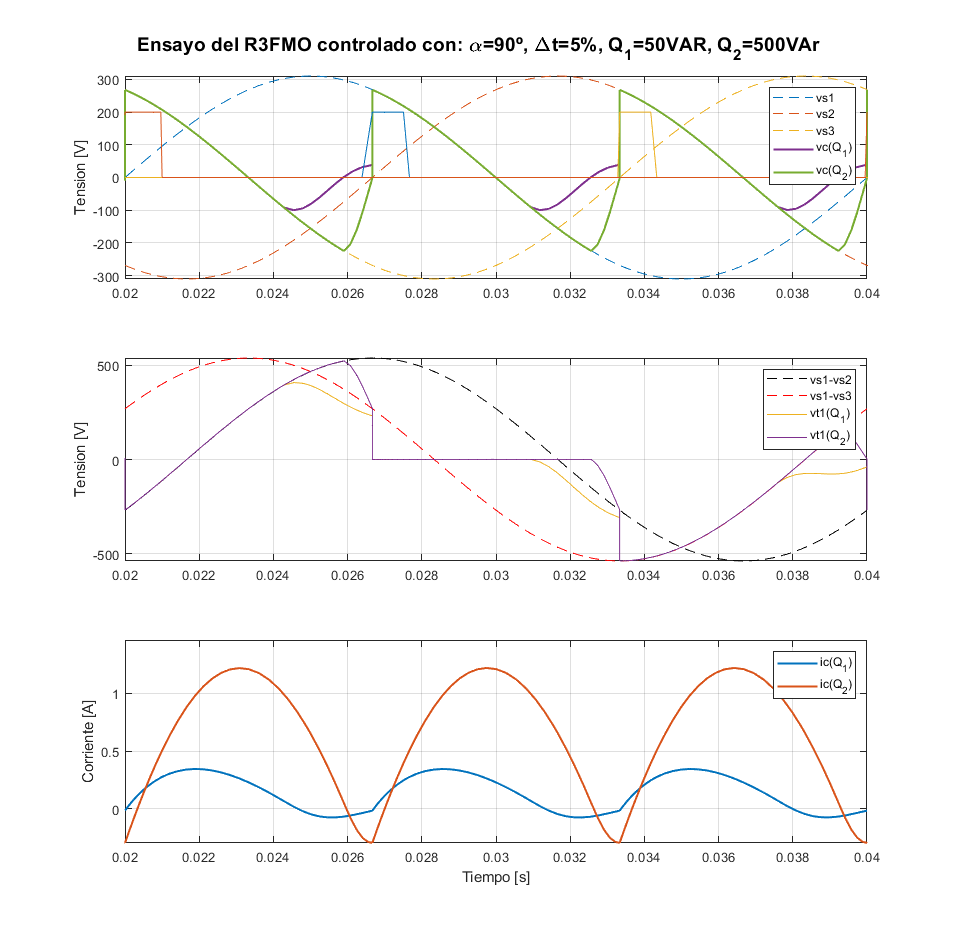 Ensayo del R3FMO controlado con: α=90º, Δt=5%, Q1=50VAR, Q2=500VAr
300
200
100
0
-100
-200
-300
Tension [V]
vs1
vs2
vs3
vc(Q1)
vc(Q2)
0.02 0.022 0.024 0.026 0.028 0.03 0.032 0.034 0.036 0.038 0.04
500
0
-500
Tension [V]
vs1-vs2
vs1-vs3
vt1(Q1)
vt1(Q2)
0.02 0.022 0.024 0.026 0.028 0.03 0.032 0.034 0.036 0.038 0.04
1
0.5
0
Corriente [A]
ic(Q1)
ic(Q2)
0.02 0.022 0.024 0.026 0.028 0.03 0.032 0.034 0.036 0.038 0.04
Tiempo [s]